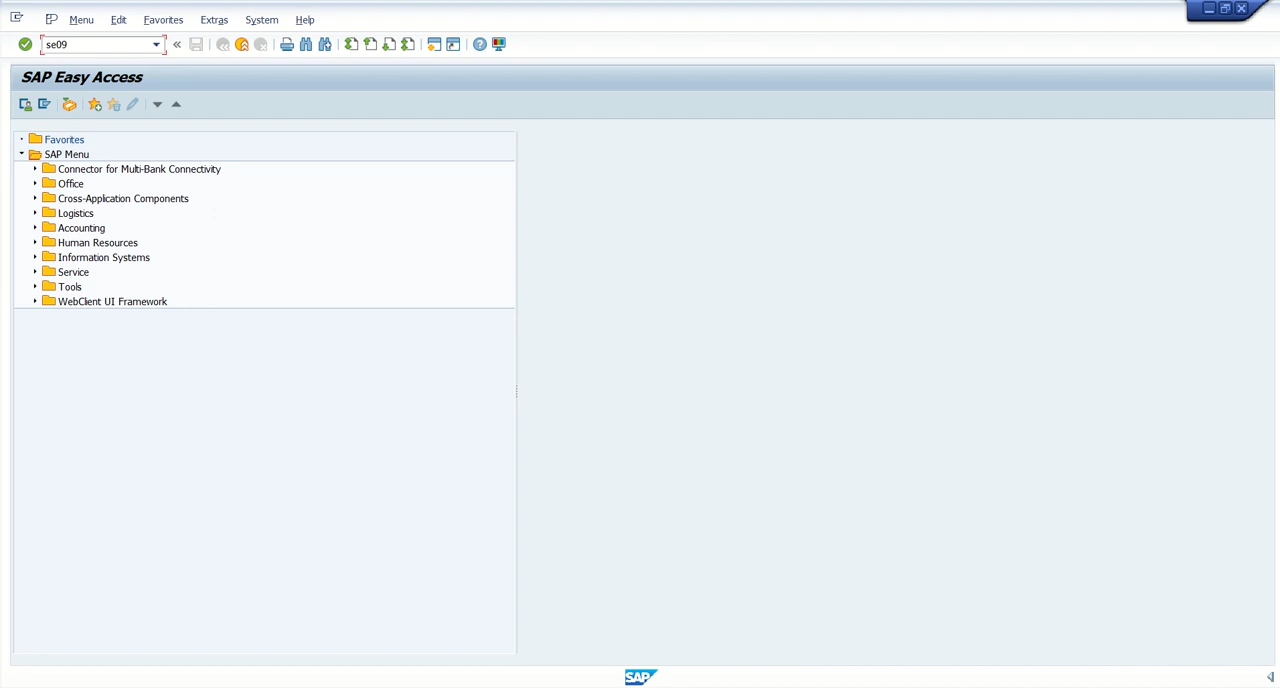 Menu Edit Favorites Extras System Help
se09
SAP Easy Access
Favorites
SAP Menu
Connector for Multi-Bank Connectivity
Office
Cross-Application Components
Logistics
Accounting
Human Resources
Information Systems
Service
Tools
WebClient UI Framework
SAP